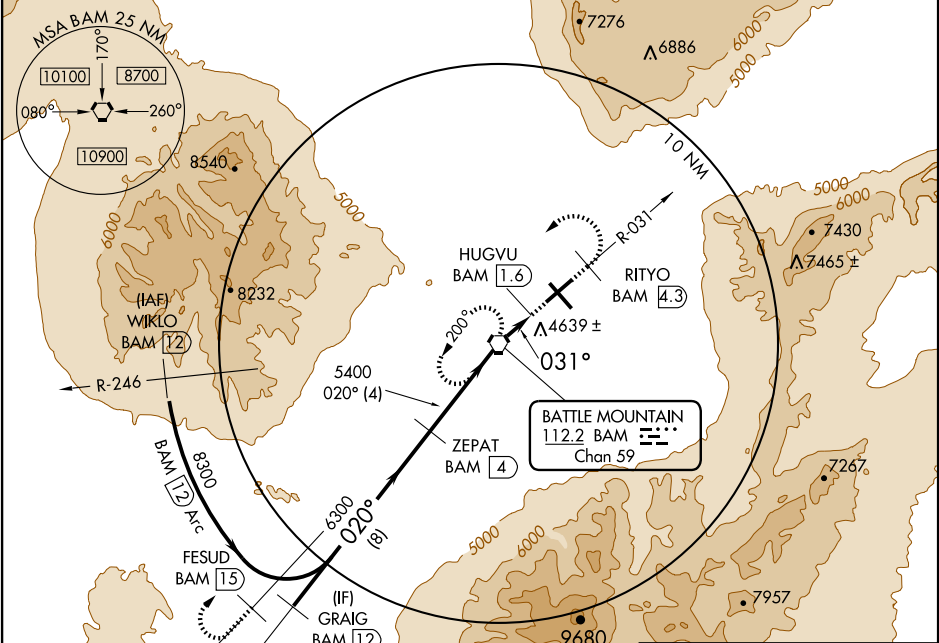 MSA BAM 25 NM
170°
10100
8700
080°
260°
10900
7276
6886
6000
5000
8540
5000
6000
8232
10 NM
5000
6000
7430
7465 ±
R-031
HUGVU
BAM 1.6
RITYO
BAM 4.3
(IAF)
WIKLO
BAM 12
R-246
200°
4639 ±
031°
5400
020° (4)
BATTLE MOUNTAIN
112.2 BAM
Chan 59
ZEPAT
BAM 4
8300
BAM 12 Arc
6300
020°
(8)
7267
5000
6000
FESUD
BAM 15
(IF)
GRAIG
BAM 12
7957
9680